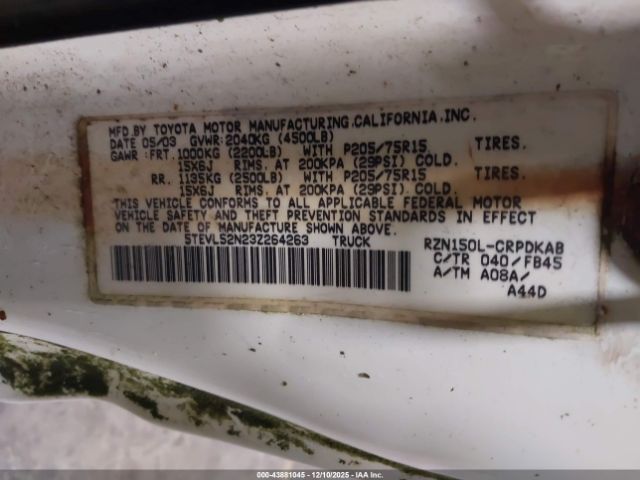 MFD.BY TOYOTA MOTOR MANUFACTURING.CALIFORNIA.INC.
DATE 05/03 GVWR:2040KG (4500LB)
GAWR:FRT.1000KG (2200LB) WITH P205/75R15 TIRES.
15X6J RIMS. AT 200KPA (29PSI) COLD.
RR. 1135KG (2500LB) WITH P205/75R15 TIRES.
15X6J RIMS. AT 200KPA (29PSI) COLD.
THIS VEHICLE CONFORMS TO ALL APPLICABLE FEDERAL MOTOR
VEHICLE SAFETY AND THEFT PREVENTION STANDARDS IN EFFECT
ON THE DATE OF MANUFACTURE SHOWN ABOVE.
5TEVL52N23Z264263 TRUCK RZN150L-CRPDKAB
C/TR 040/FB45
A/TM A08A/
A44D
00-43881045 - 12/10/2025 - IAA Inc.